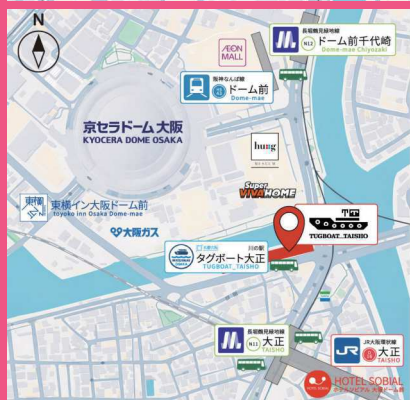 N
長堀鶴見緑地線
N12 ドーム前千代崎
Dome-mae Chiyozaki
ÆON
MALL
阪神なんば線
ドーム前
Dome-mae
京セラドーム 大阪
KYOCERA DOME OSAKA
hung
MUSEUM
Super
VIVAHOME
東横イン大阪ドーム前
toyoko inn Osaka Dome-mae
大阪ガス
TUGBOAT_TAISHO
川の駅
タグボート大正
TUGBOAT_TAISHO
長堀鶴見緑地線
N11 大正
TAISHO
JR大阪環状線
JR 大正
TAISHO
HOTEL SOBIAL